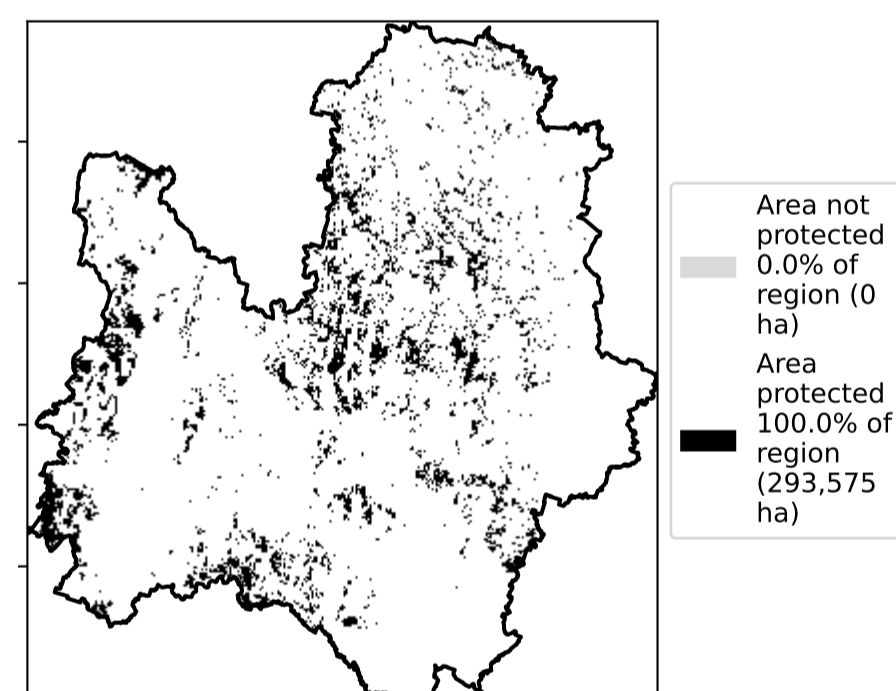 Area not
protected
0.0% of
region (0
ha)
Area
protected
100.0% of
region
(293,575
ha)